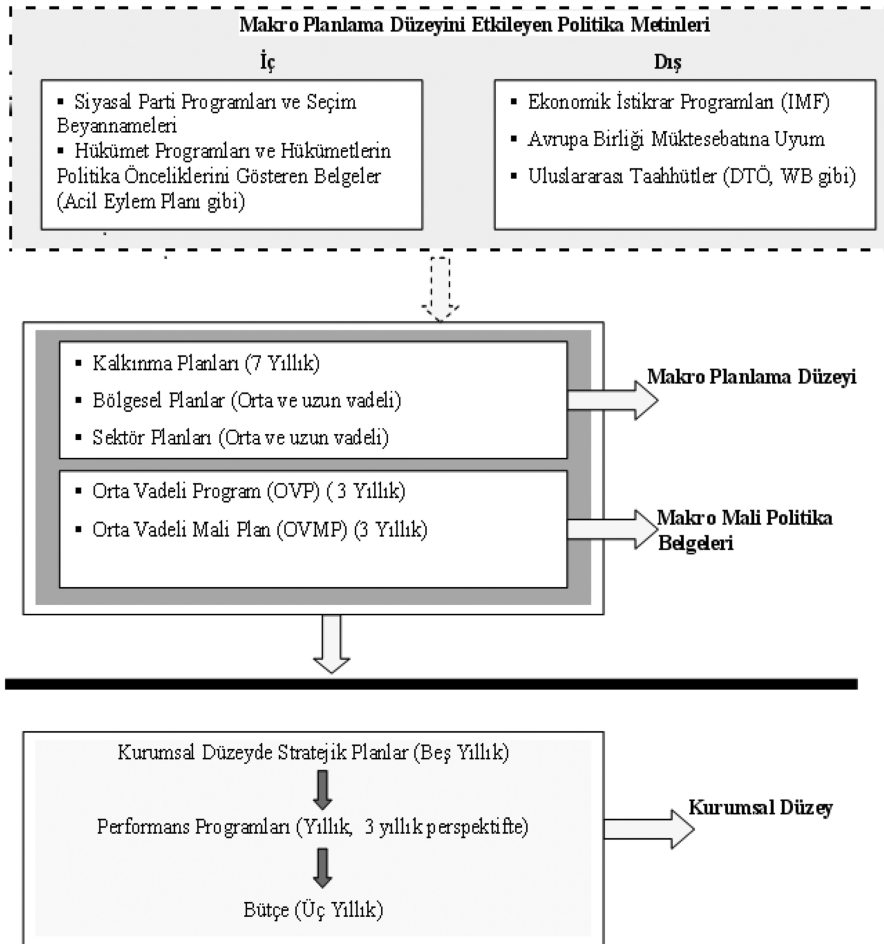 Makro Planlama Düzeyini Etkileyen Politika Metinleri
İç
▪ Siyasal Parti Programları ve Seçim
Beyannameleri
▪ Hükümet Programları ve Hükümetlerin
Politika Önceliklerini Gösteren Belgeler
(Acil Eylem Planı gibi)
Dış
▪ Ekonomik İstikrar Programları (IMF)
▪ Avrupa Birliği Müktesebatına Uyum
▪ Uluslararası Taahhütler (DTÖ, WB gibi)
▪ Kalkınma Planları (7 Yıllık)
▪ Bölgesel Planlar (Orta ve uzun vadeli)
▪ Sektör Planları (Orta ve uzun vadeli)
Makro Planlama Düzeyi
▪ Orta Vadeli Program (OVP) ( 3 Yıllık)
▪ Orta Vadeli Mali Plan (OVMP) (3 Yıllık)
Makro Mali Politika
Belgeleri
Kurumsal Düzeyde Stratejik Planlar (Beş Yıllık)
Performans Programları (Yıllık, 3 yıllık perspektifte)
Bütçe (Üç Yıllık)
Kurumsal Düzey